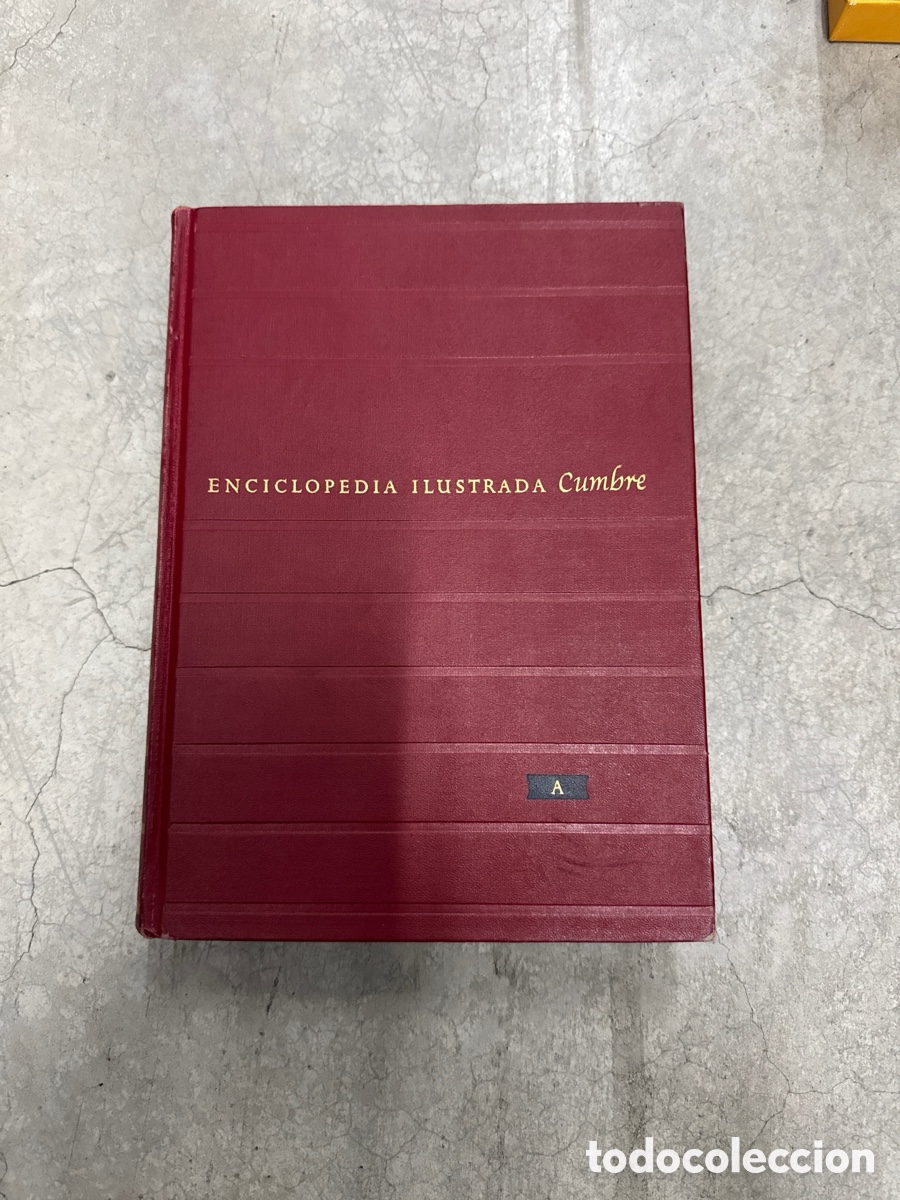 ENCICLOPEDIA ILUSTRADA Cumbre
A
todocoleccion